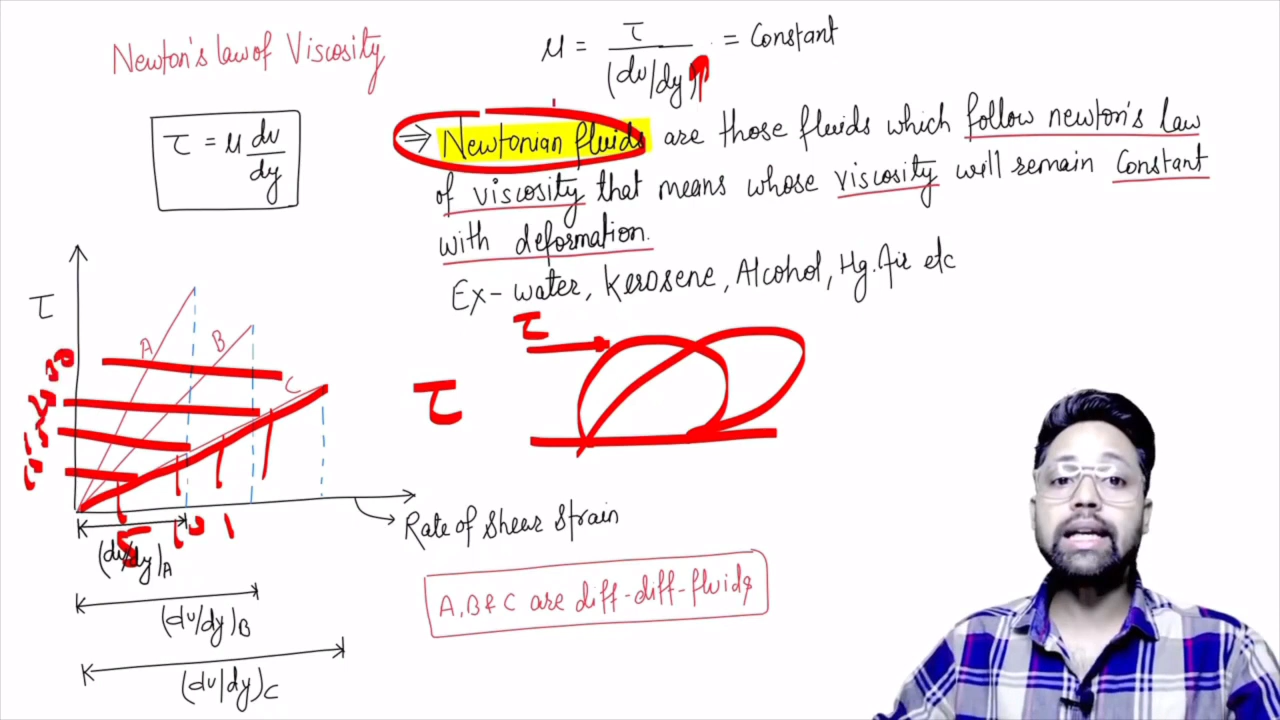 Newton's law of Viscosity
μ = τ / (du/dy) = Constant
τ = μ du/dy
⇒ Newtonian fluids are those fluids which follow newton's law
of viscosity that means whose viscosity will remain Constant
with deformation.
Ex- water, Kerosene, Alcohol, Hg. Air etc
τ
A
B
C
τ
τ
5
10
Rate of Shear Strain
(du/dy)A
(du/dy)B
(du/dy)C
A, B & C are diff-diff-fluids